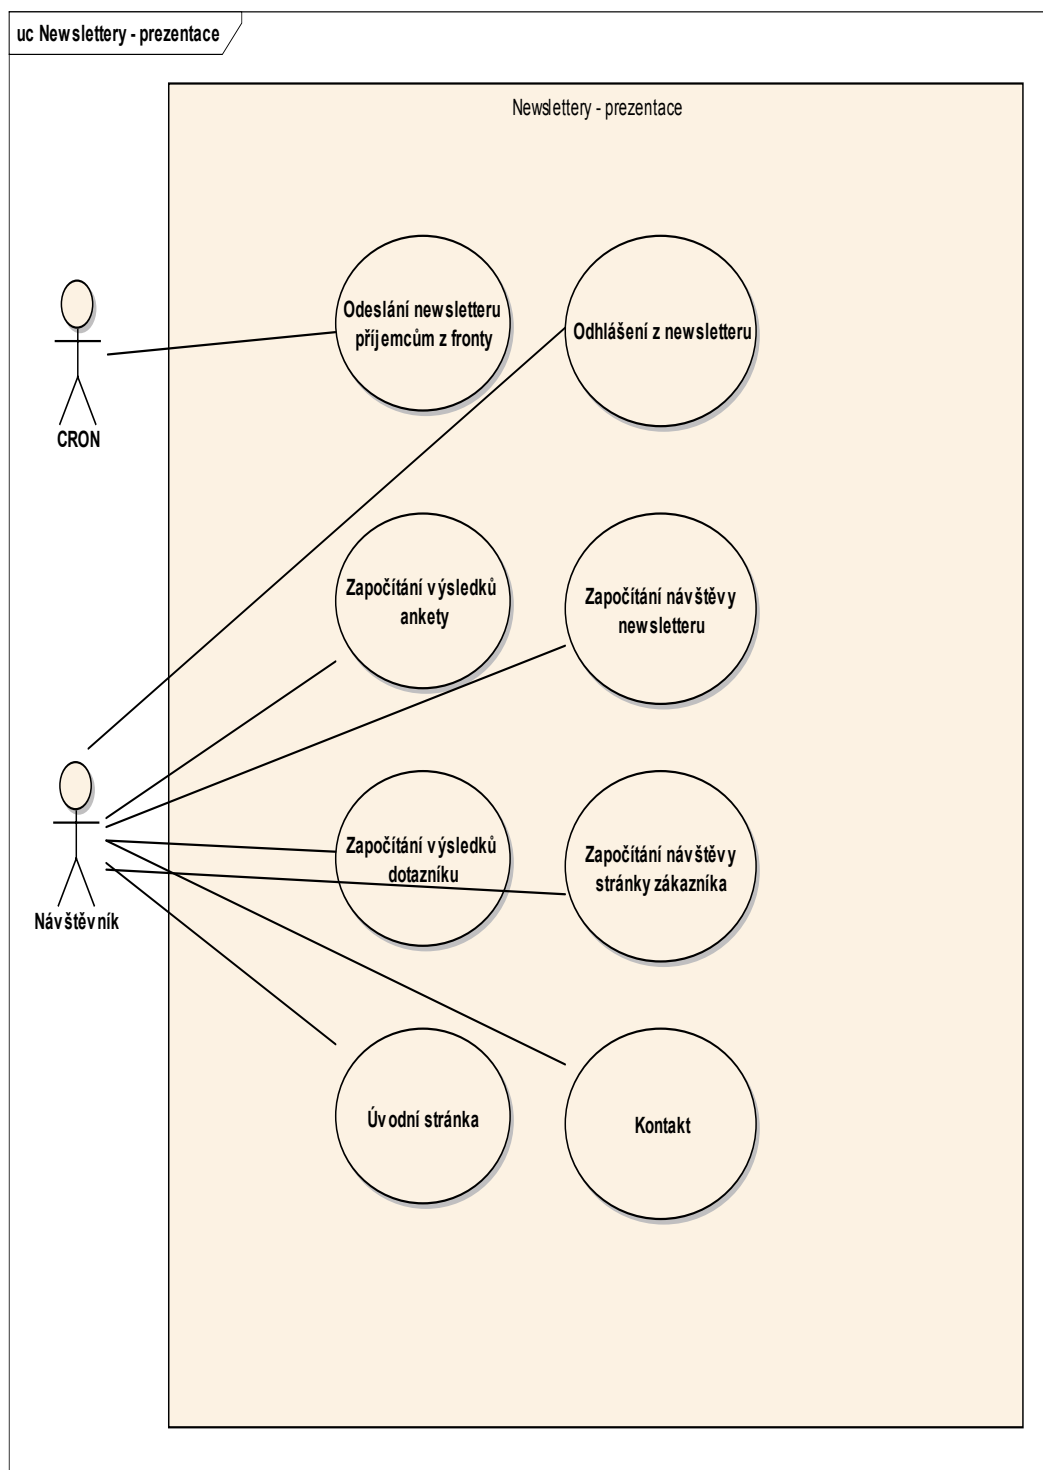 uc Newslettery - prezentace
Newslettery - prezentace
Odeslání newsletteru
příjemcům z fronty
Odhlášení z newsletteru
CRON
Započítání výsledků
ankety
Započítání návštěvy
newsletteru
Započítání výsledků
dotazníku
Započítání návštěvy
stránky zákazníka
Návštěvník
Úvodní stránka
Kontakt